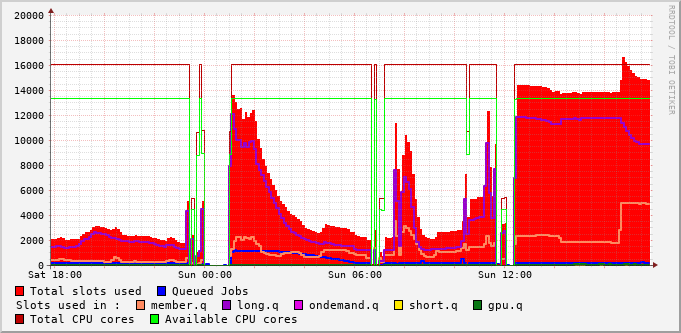 20000
RRDTOOL / TOBI OETIKER
18000
16000
14000
12000
10000
8000
6000
4000
2000
0
Sat 18:00 Sun 00:00 Sun 06:00 Sun 12:00
Total slots used Queued Jobs
Slots used in : member.q long.q ondemand.q short.q gpu.q
Total CPU cores Available CPU cores